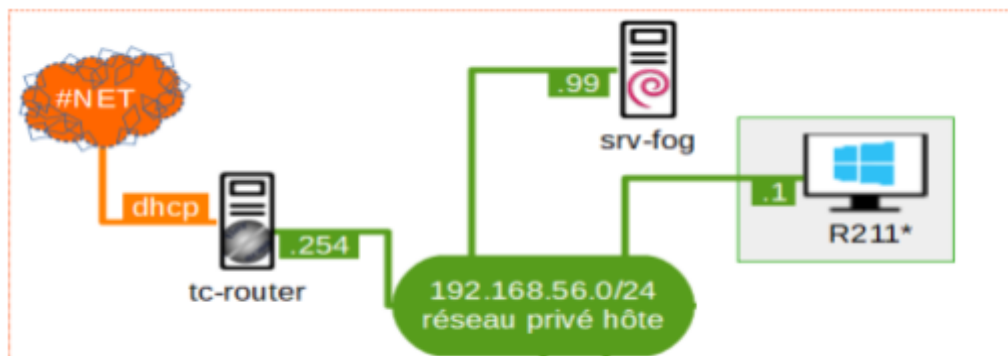 #NET
.99
srv-fog
dhcp
.1
R211*
.254
tc-router
192.168.56.0/24
réseau privé hôte